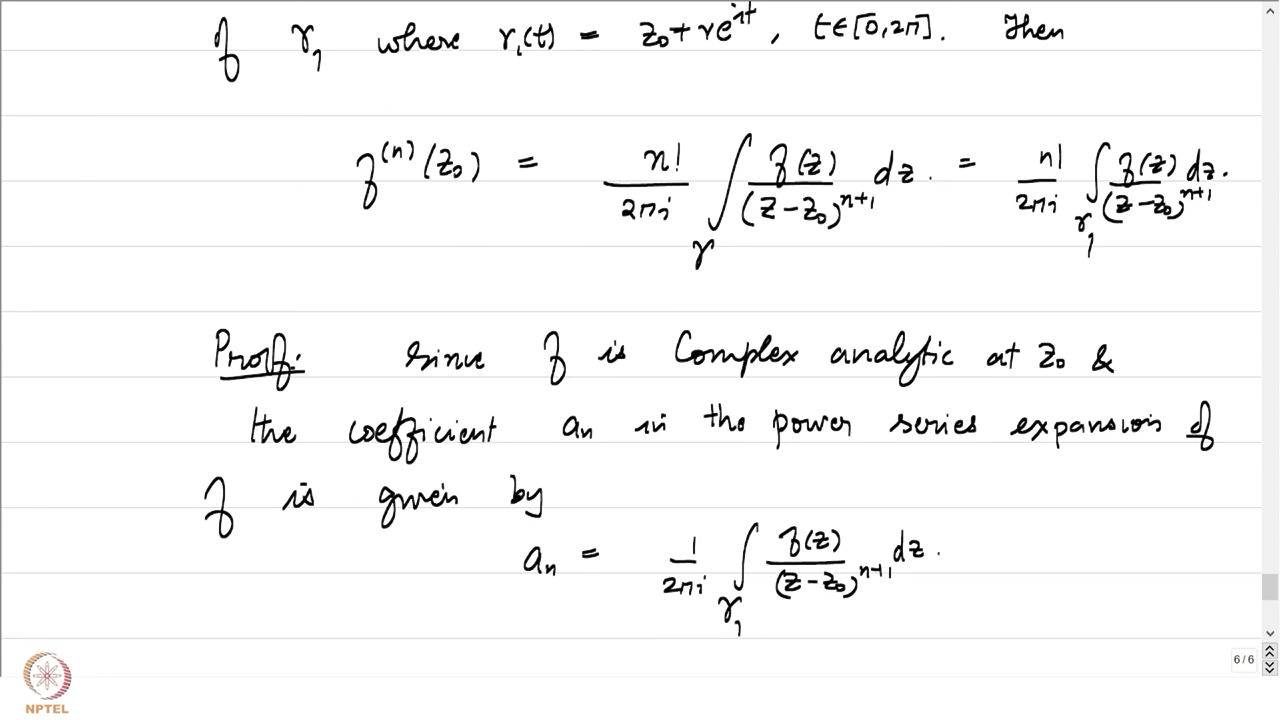 of γ₁ where γ₁(t) = z₀ + re^{it}, t∈[0,2π]. Then
f^{(n)}(z₀) = n!/2πi ∫_γ f(z)/(z-z₀)^{n+1} dz. = n!/2πi ∫_{γ₁} f(z)/(z-z₀)^{n+1} dz.
Proof: since f is Complex analytic at z₀ &
the coefficient aₙ in the power series expansion of
f is given by
aₙ = 1/2πi ∫_{γ₁} f(z)/(z-z₀)^{n+1} dz.
6/6
NPTEL